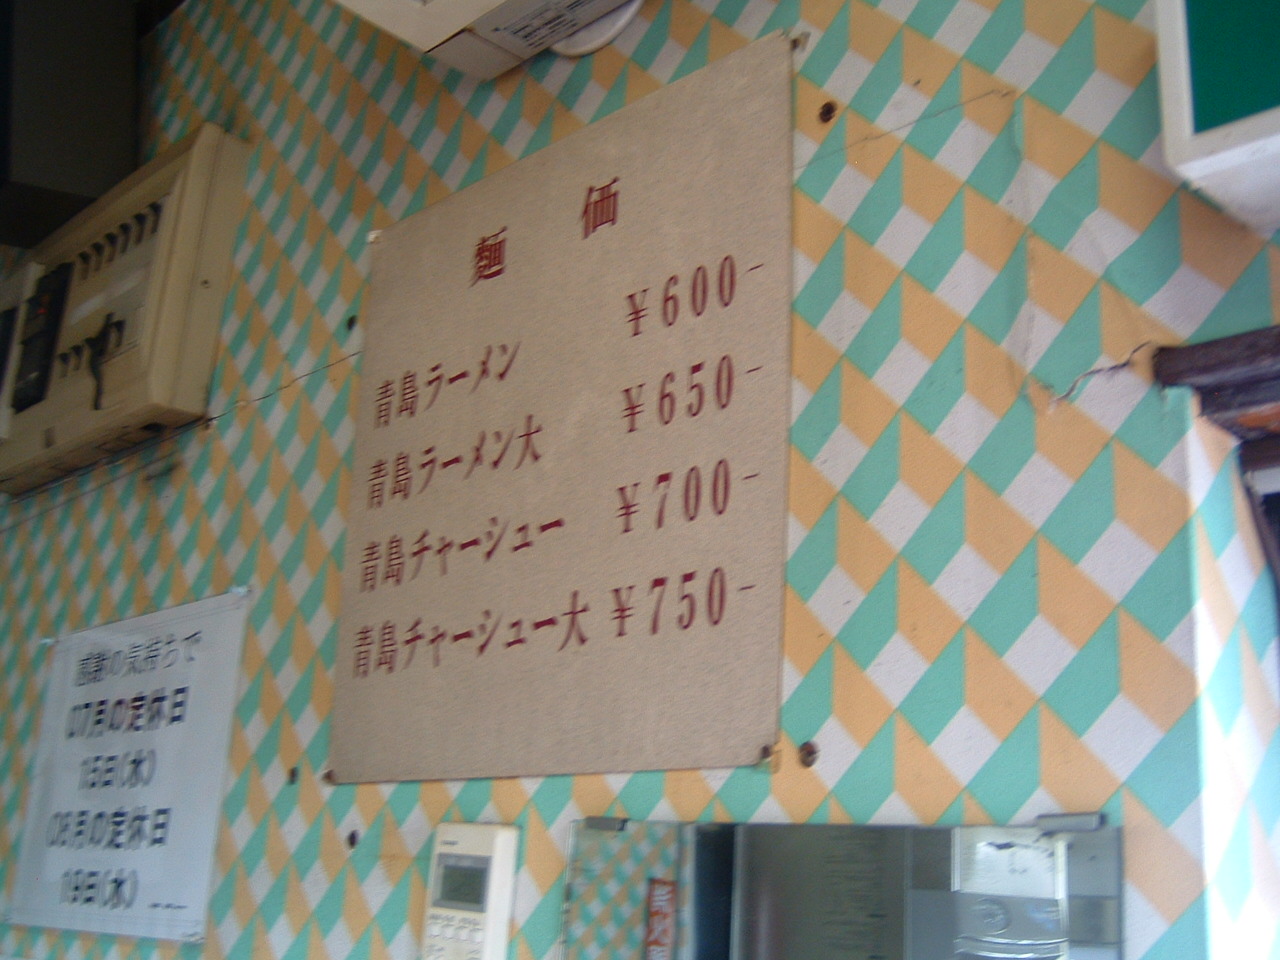 麺 価
青島ラーメン ¥600-
青島ラーメン大 ¥650-
青島チャーシュー ¥700-
青島チャーシュー大 ¥750-
感謝の気持ちで
07月の定休日
15日(水)
08月の定休日
19日(水)